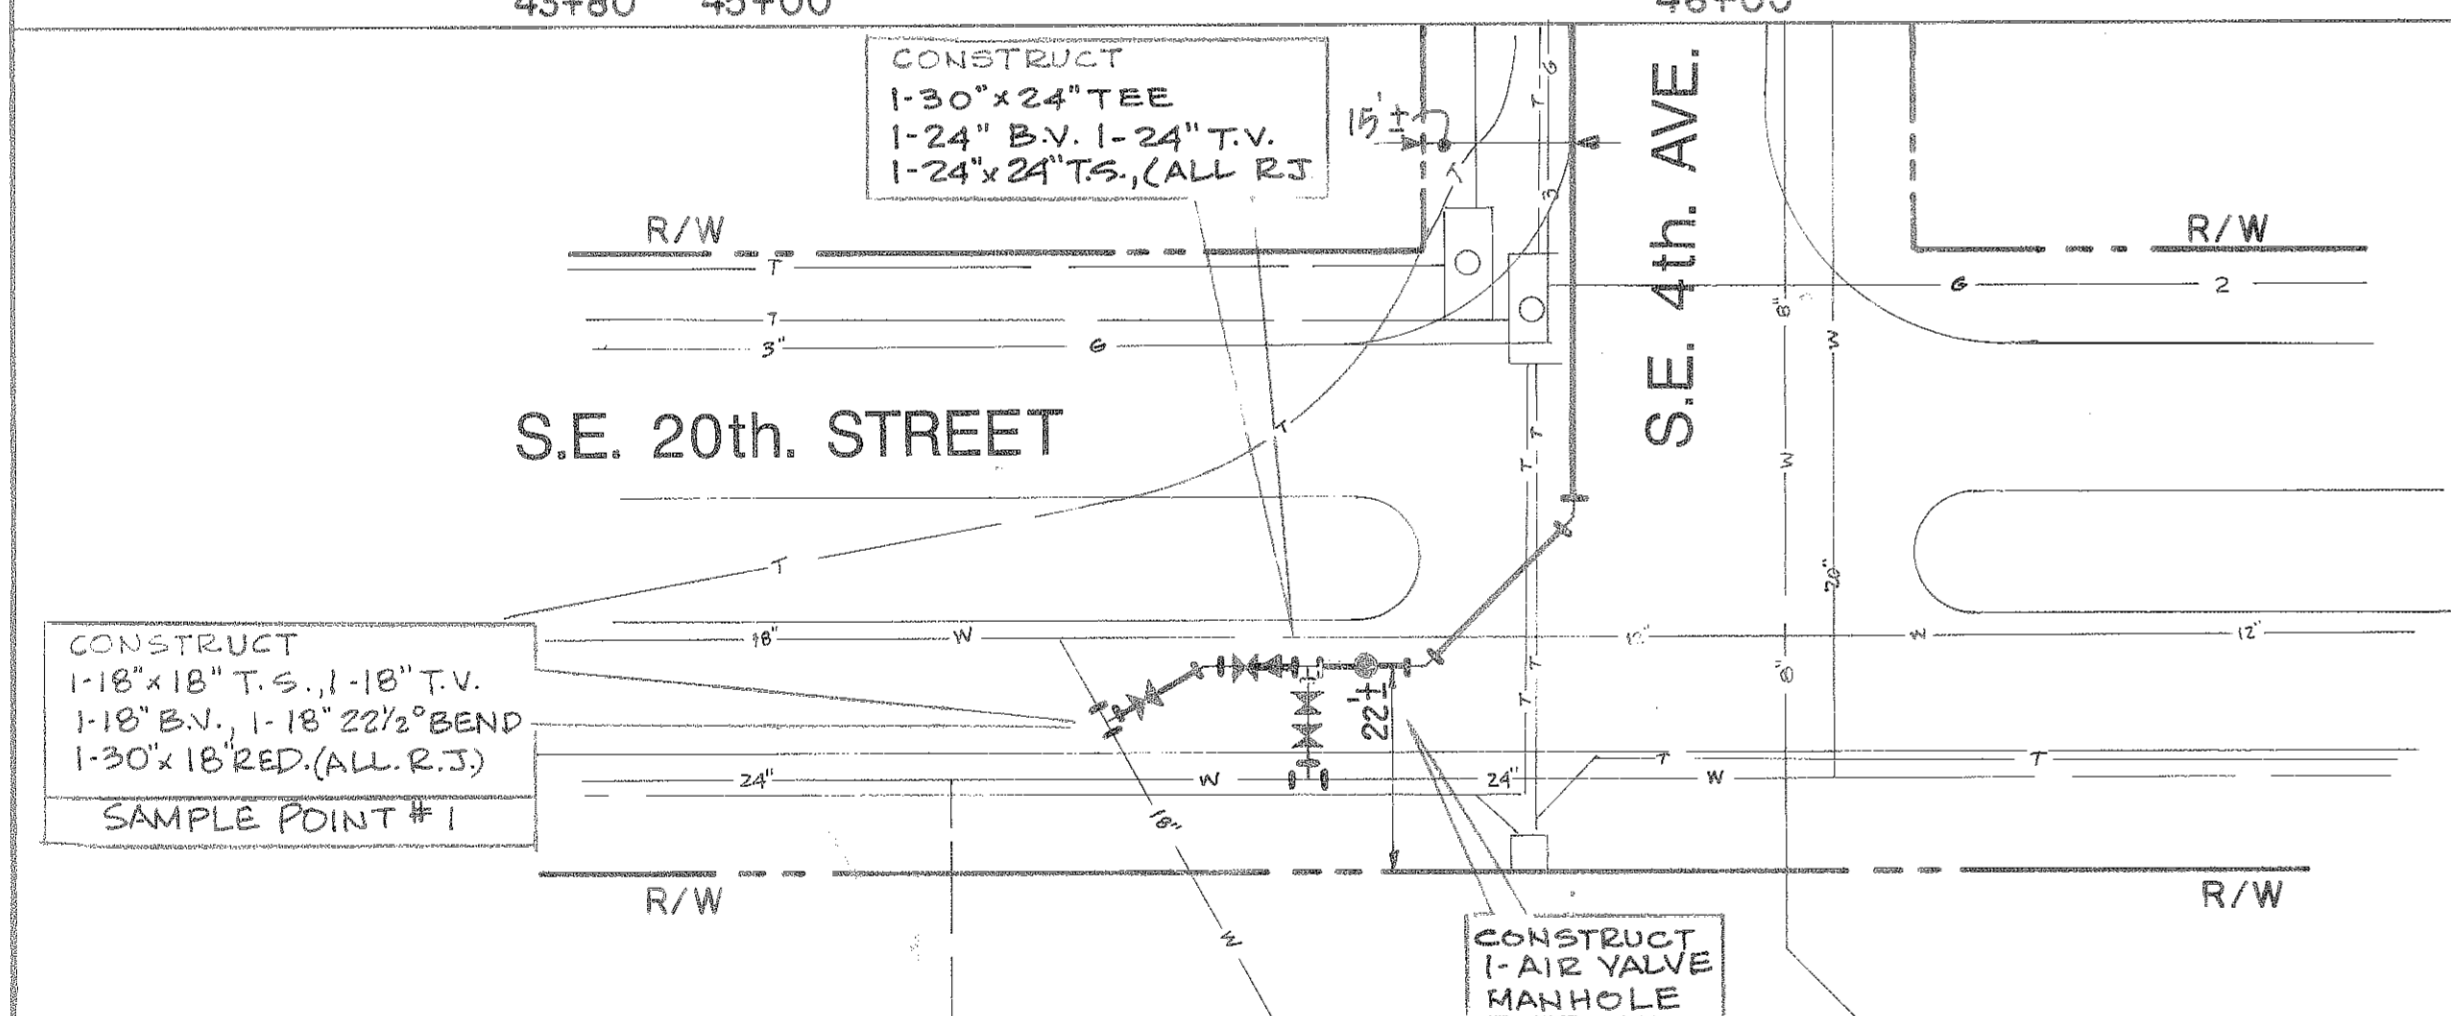 CONSTRUCT
1-30"x24" TEE
1-24" B.V. 1-24" T.V.
1-24"x24" T.S., (ALL R.J
15'±
S.E. 4th. AVE.
R/W
R/W
T
T
3" G
G 2
G
T
3
T
8"
W
W
20"
8"
W
S.E. 20th. STREET
T
T
T
T
T
T
18" W
12"
W
12"
CONSTRUCT
1-18"x18" T.S., 1-18" T.V.
1-18" B.V., 1-18" 22½° BEND
1-30"x18" RED. (ALL. R.J.)
SAMPLE POINT # 1
22'±
24" W 24" W
T T
18"
W
R/W
R/W
CONSTRUCT
1-AIR VALVE
MANHOLE